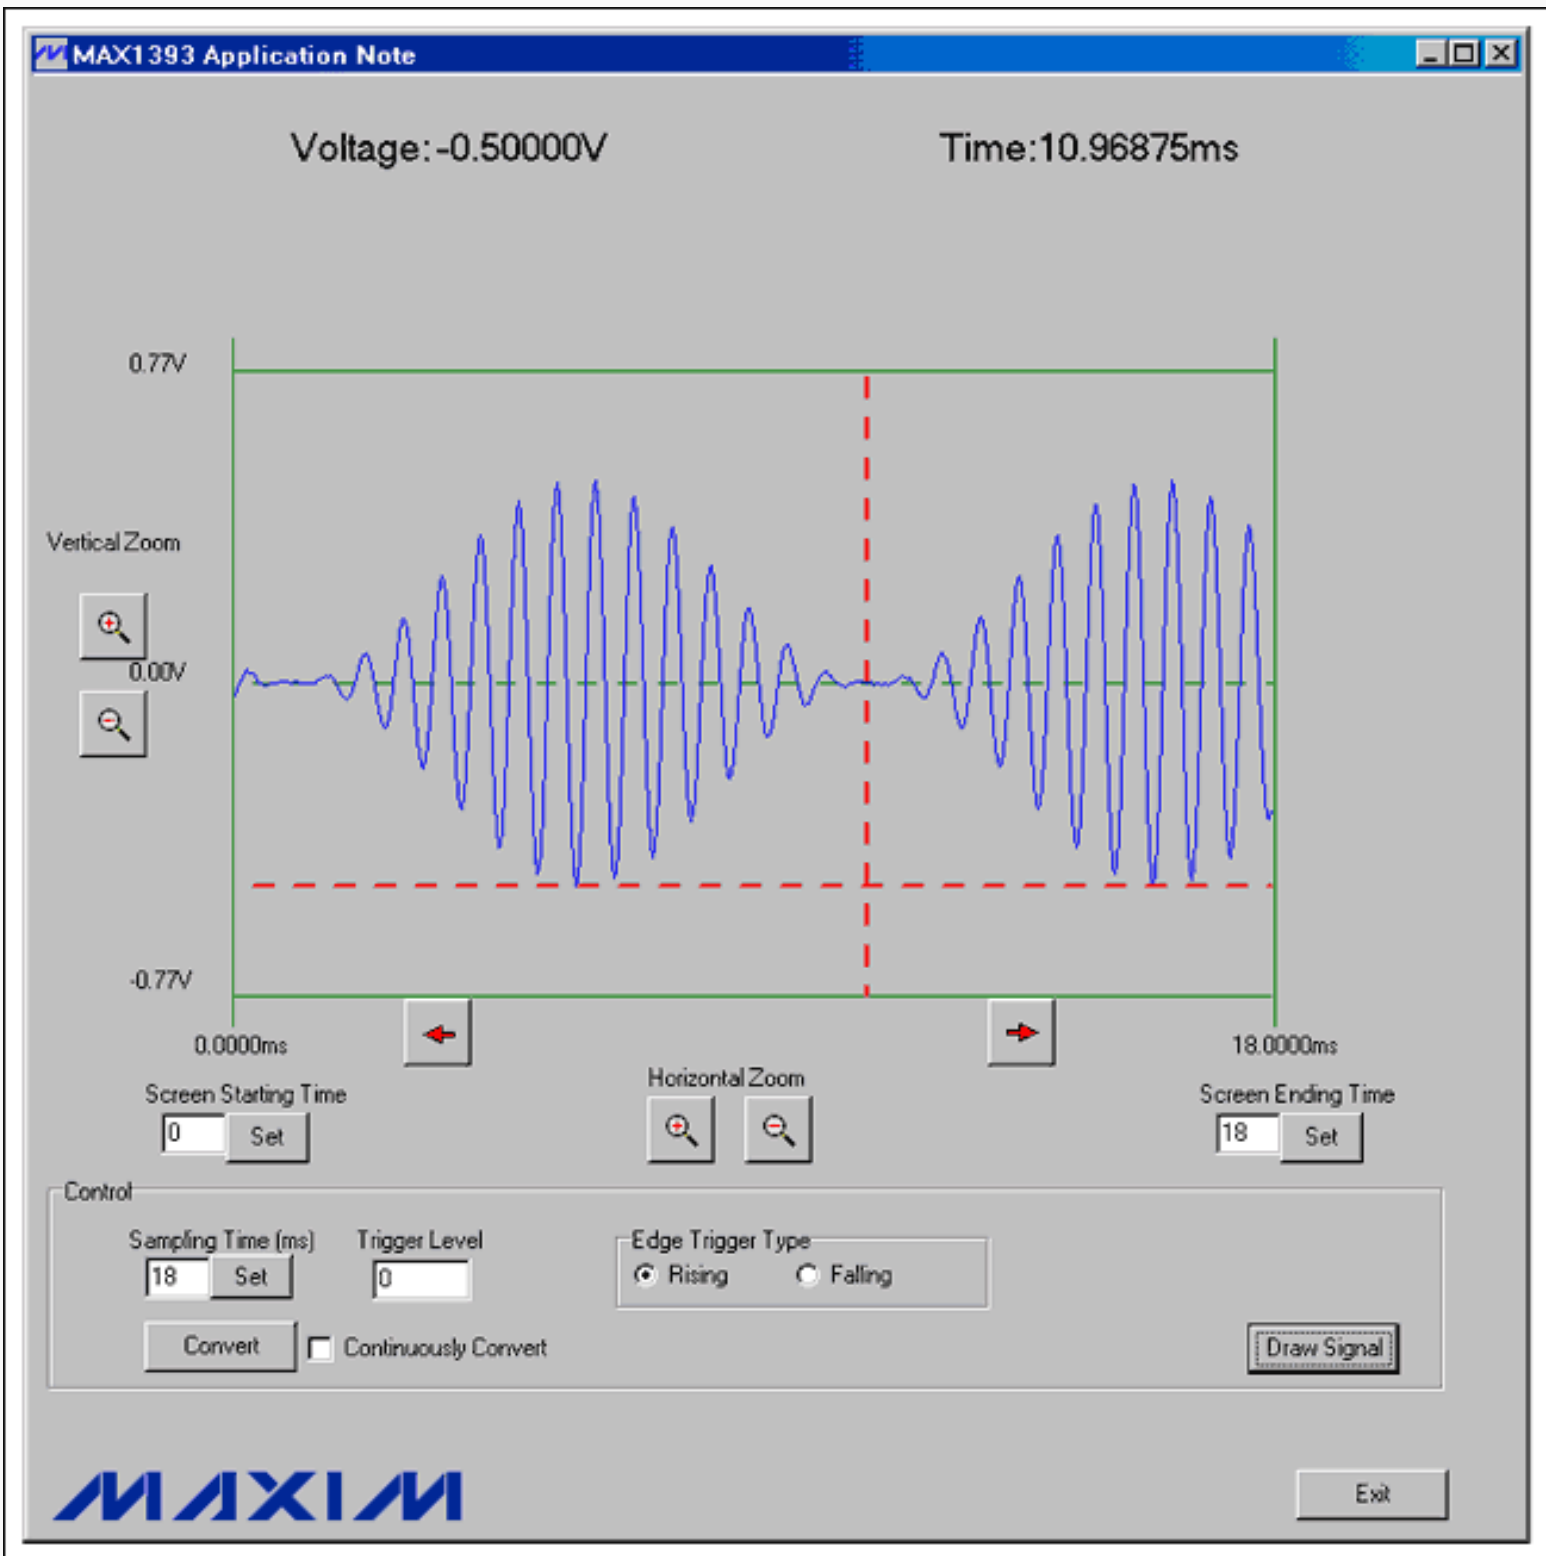 MAX1393 Application Note
Voltage:-0.50000V Time:10.96875ms
0.77V
Vertical Zoom
0.00V
-0.77V
0.0000ms 18.0000ms
Horizontal Zoom
Screen Starting Time Screen Ending Time
0 Set 18 Set
Control
Sampling Time (ms) Trigger Level Edge Trigger Type
18 Set 0 Rising Falling
Convert Continuously Convert Draw Signal
MAXIM
Exit